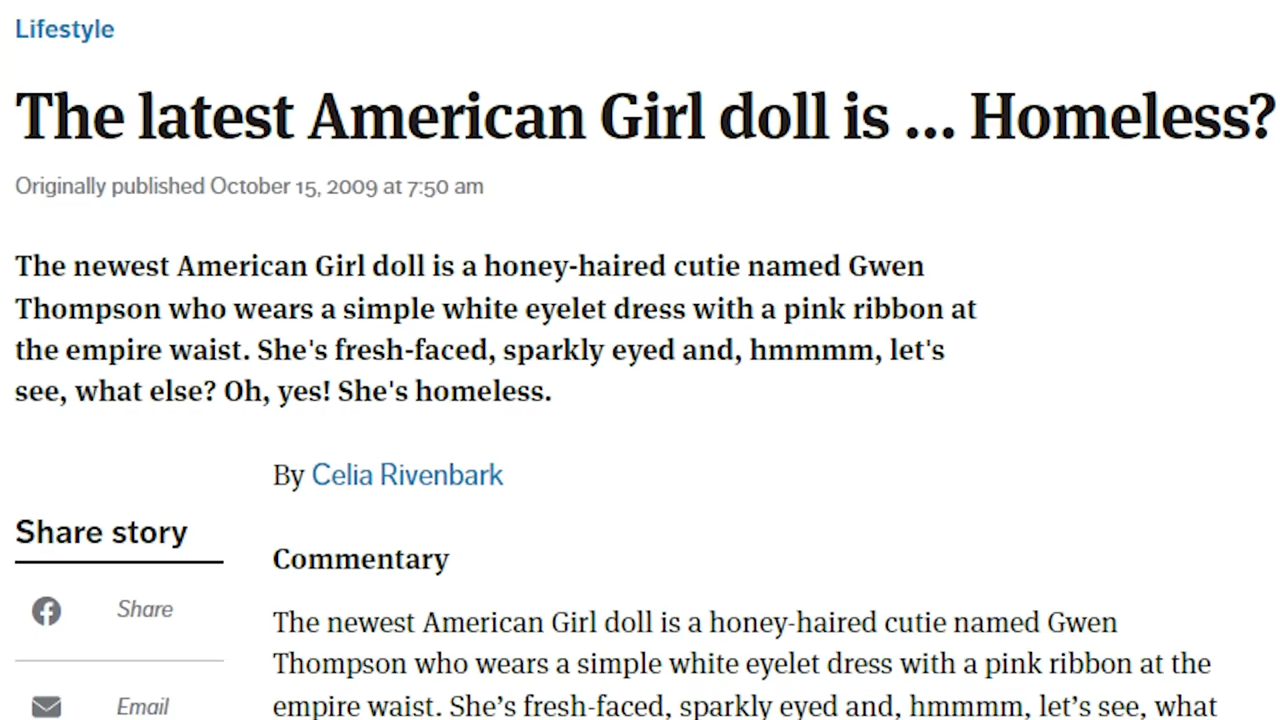 Lifestyle
The latest American Girl doll is ... Homeless?
Originally published October 15, 2009 at 7:50 am
The newest American Girl doll is a honey-haired cutie named Gwen
Thompson who wears a simple white eyelet dress with a pink ribbon at
the empire waist. She's fresh-faced, sparkly eyed and, hmmmm, let's
see, what else? Oh, yes! She's homeless.
By Celia Rivenbark
Share story
Share
Email
Commentary
The newest American Girl doll is a honey-haired cutie named Gwen
Thompson who wears a simple white eyelet dress with a pink ribbon at the
empire waist. She’s fresh-faced, sparkly eyed and, hmmmm, let’s see, what